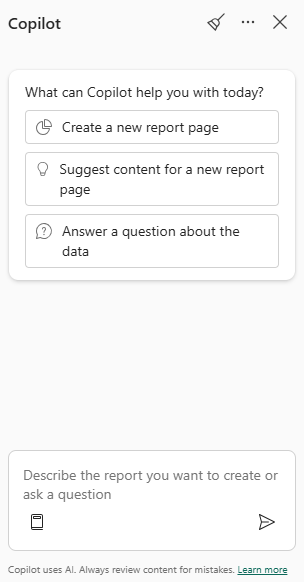 Copilot
What can Copilot help you with today?
Create a new report page
Suggest content for a new report
page
Answer a question about the
data
Describe the report you want to create or
ask a question
Copilot uses AI. Always review content for mistakes. Learn more